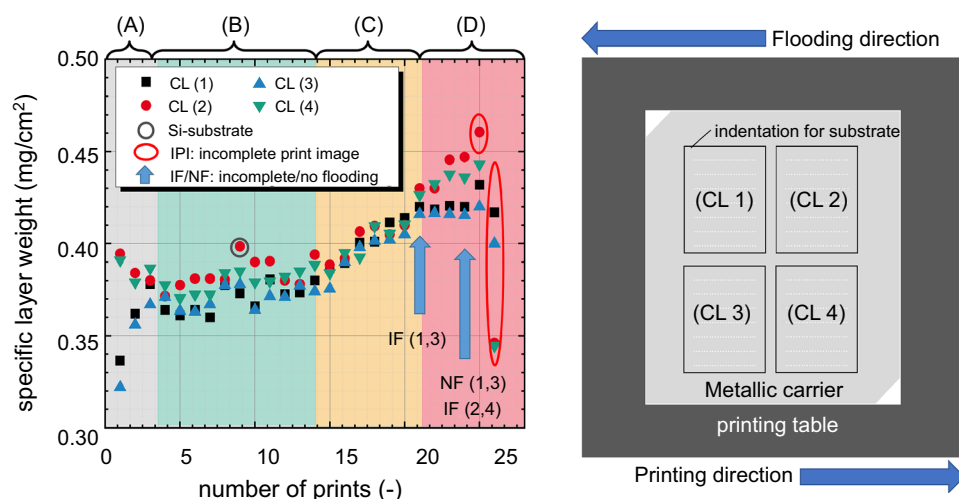 (A) (B) (C) (D)
0.50
0.45
0.40
0.35
0.30
specific layer weight (mg/cm²)
CL (1) CL (3)
CL (2) CL (4)
Si-substrate
IPI: incomplete print image
IF/NF: incomplete/no flooding
IF (1,3)
NF (1,3)
IF (2,4)
0 5 10 15 20 25
number of prints (-)
Flooding direction
indentation for substrate
(CL 1) (CL 2)
(CL 3) (CL 4)
Metallic carrier
printing table
Printing direction